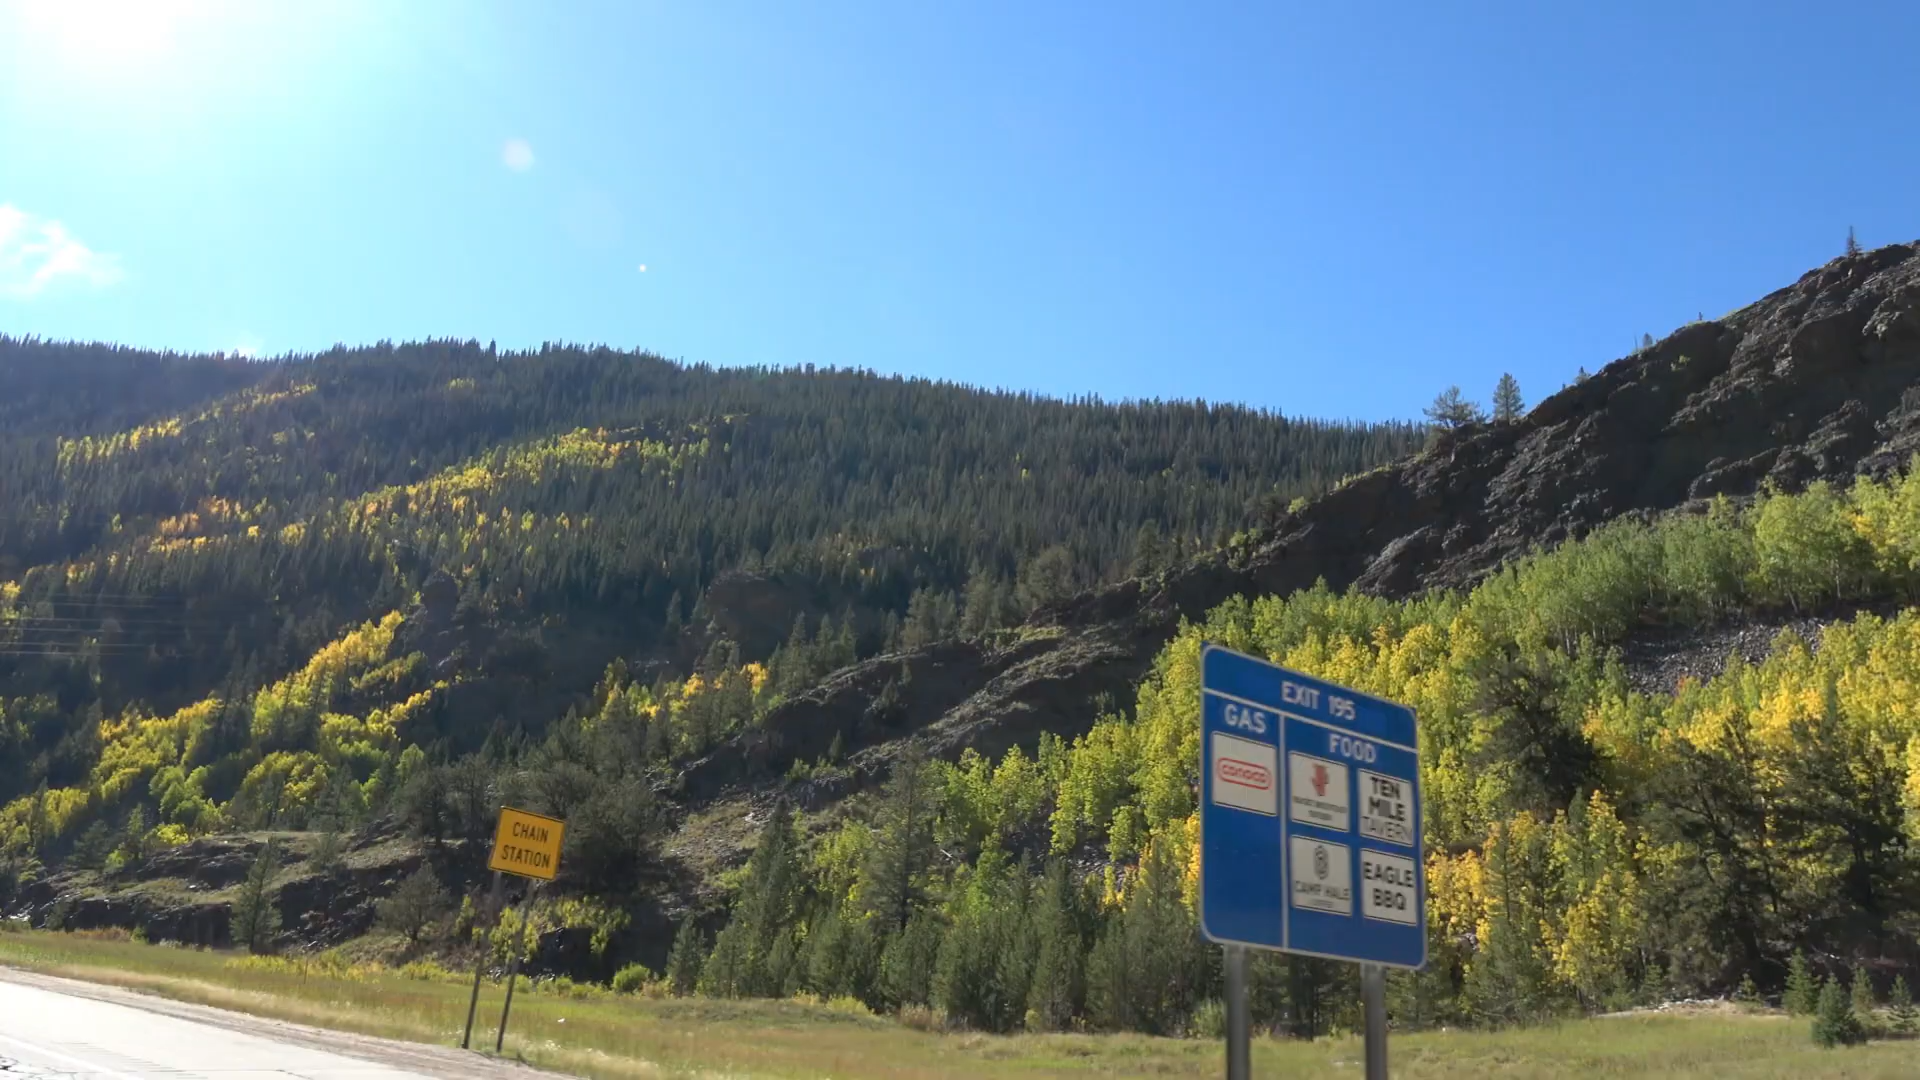 EXIT 195
GAS
FOOD
conoco
TEN
MILE
TAVERN
CAMP HALE
EAGLE
BBQ
CHAIN
STATION